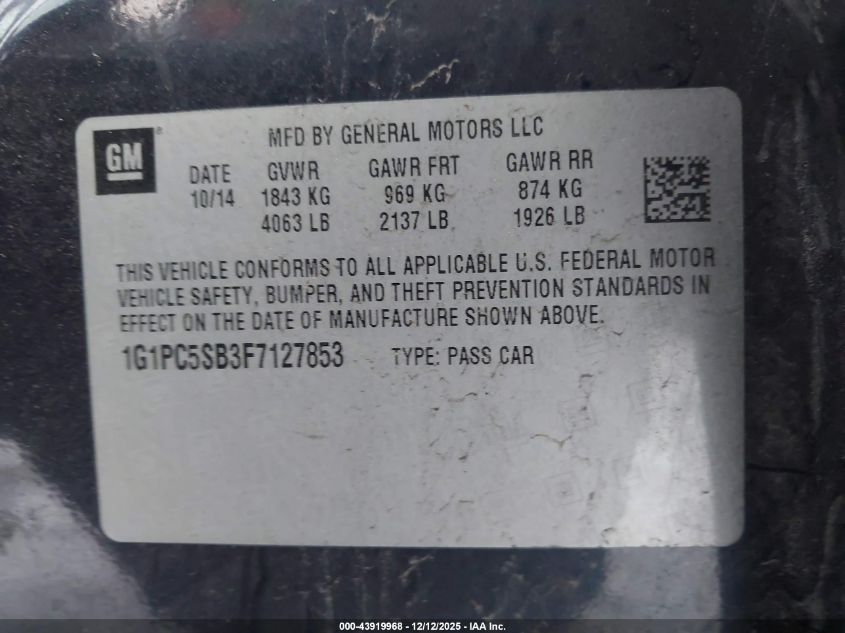 GM®
MFD BY GENERAL MOTORS LLC
DATE GVWR GAWR FRT GAWR RR
10/14 1843 KG 969 KG 874 KG
4063 LB 2137 LB 1926 LB
THIS VEHICLE CONFORMS TO ALL APPLICABLE U.S. FEDERAL MOTOR
VEHICLE SAFETY, BUMPER, AND THEFT PREVENTION STANDARDS IN
EFFECT ON THE DATE OF MANUFACTURE SHOWN ABOVE.
1G1PC5SB3F7127853 TYPE: PASS CAR
000-43919968 - 12/12/2025 - IAA Inc.